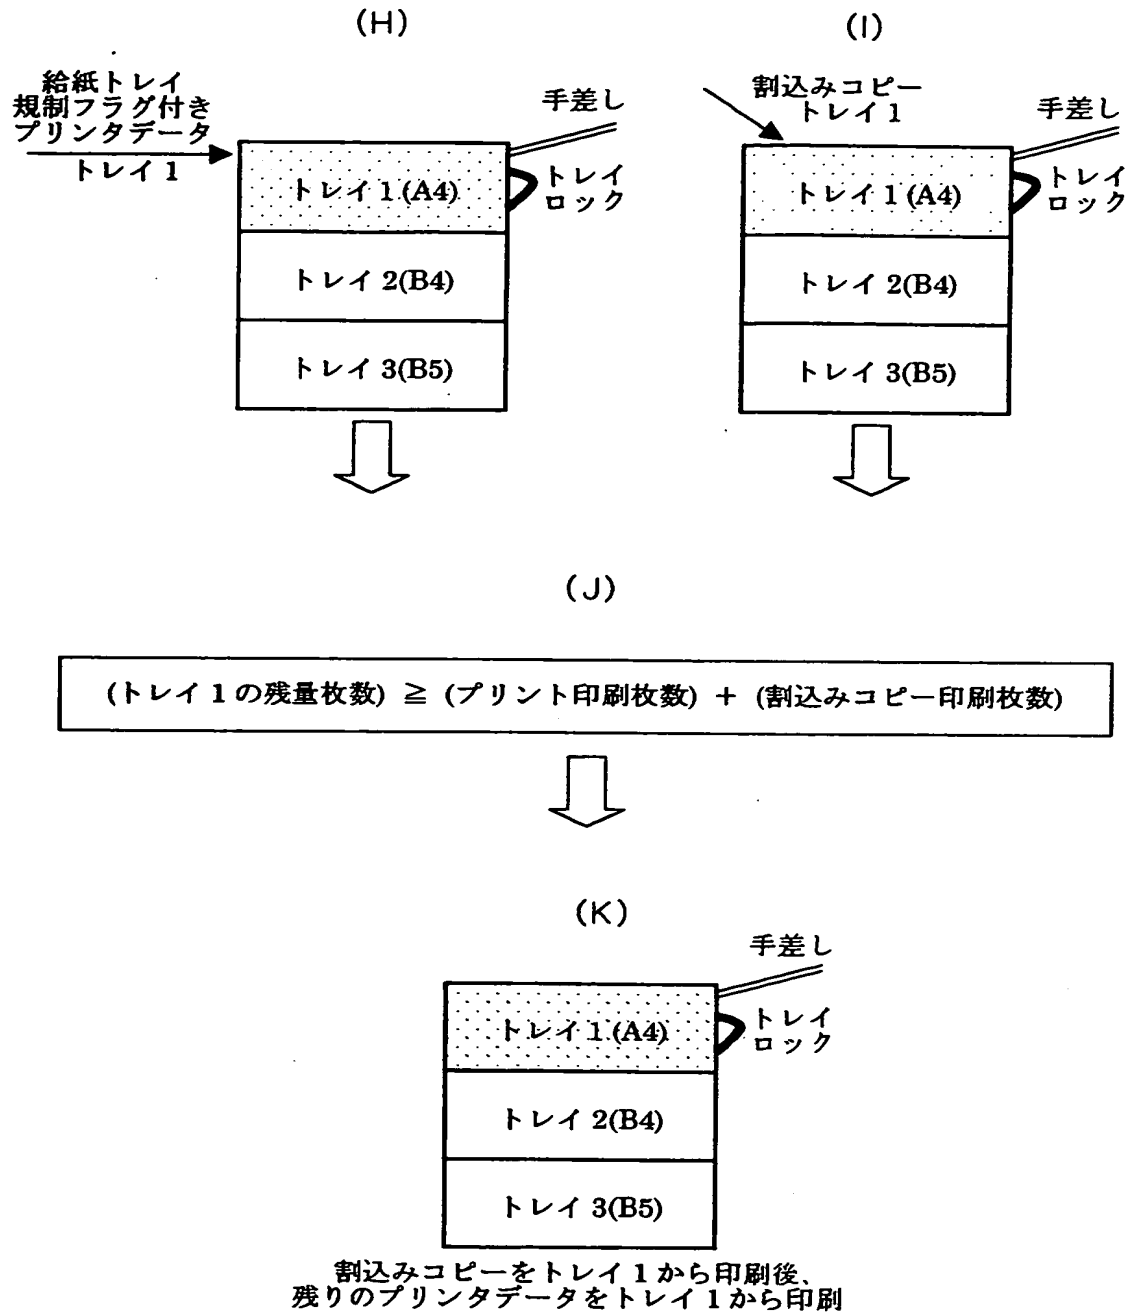 (H)
給紙トレイ
規制フラグ付き
プリンタデータ
トレイ1
手差し
トレイ1(A4)
トレイ
ロック
トレイ2(B4)
トレイ3(B5)
(I)
割込みコピー
トレイ1
手差し
トレイ1(A4)
トレイ
ロック
トレイ2(B4)
トレイ3(B5)
(J)
(トレイ1の残量枚数) ≧ (プリント印刷枚数) + (割込みコピー印刷枚数)
(K)
手差し
トレイ1(A4)
トレイ
ロック
トレイ2(B4)
トレイ3(B5)
割込みコピーをトレイ1から印刷後、
残りのプリンタデータをトレイ1から印刷